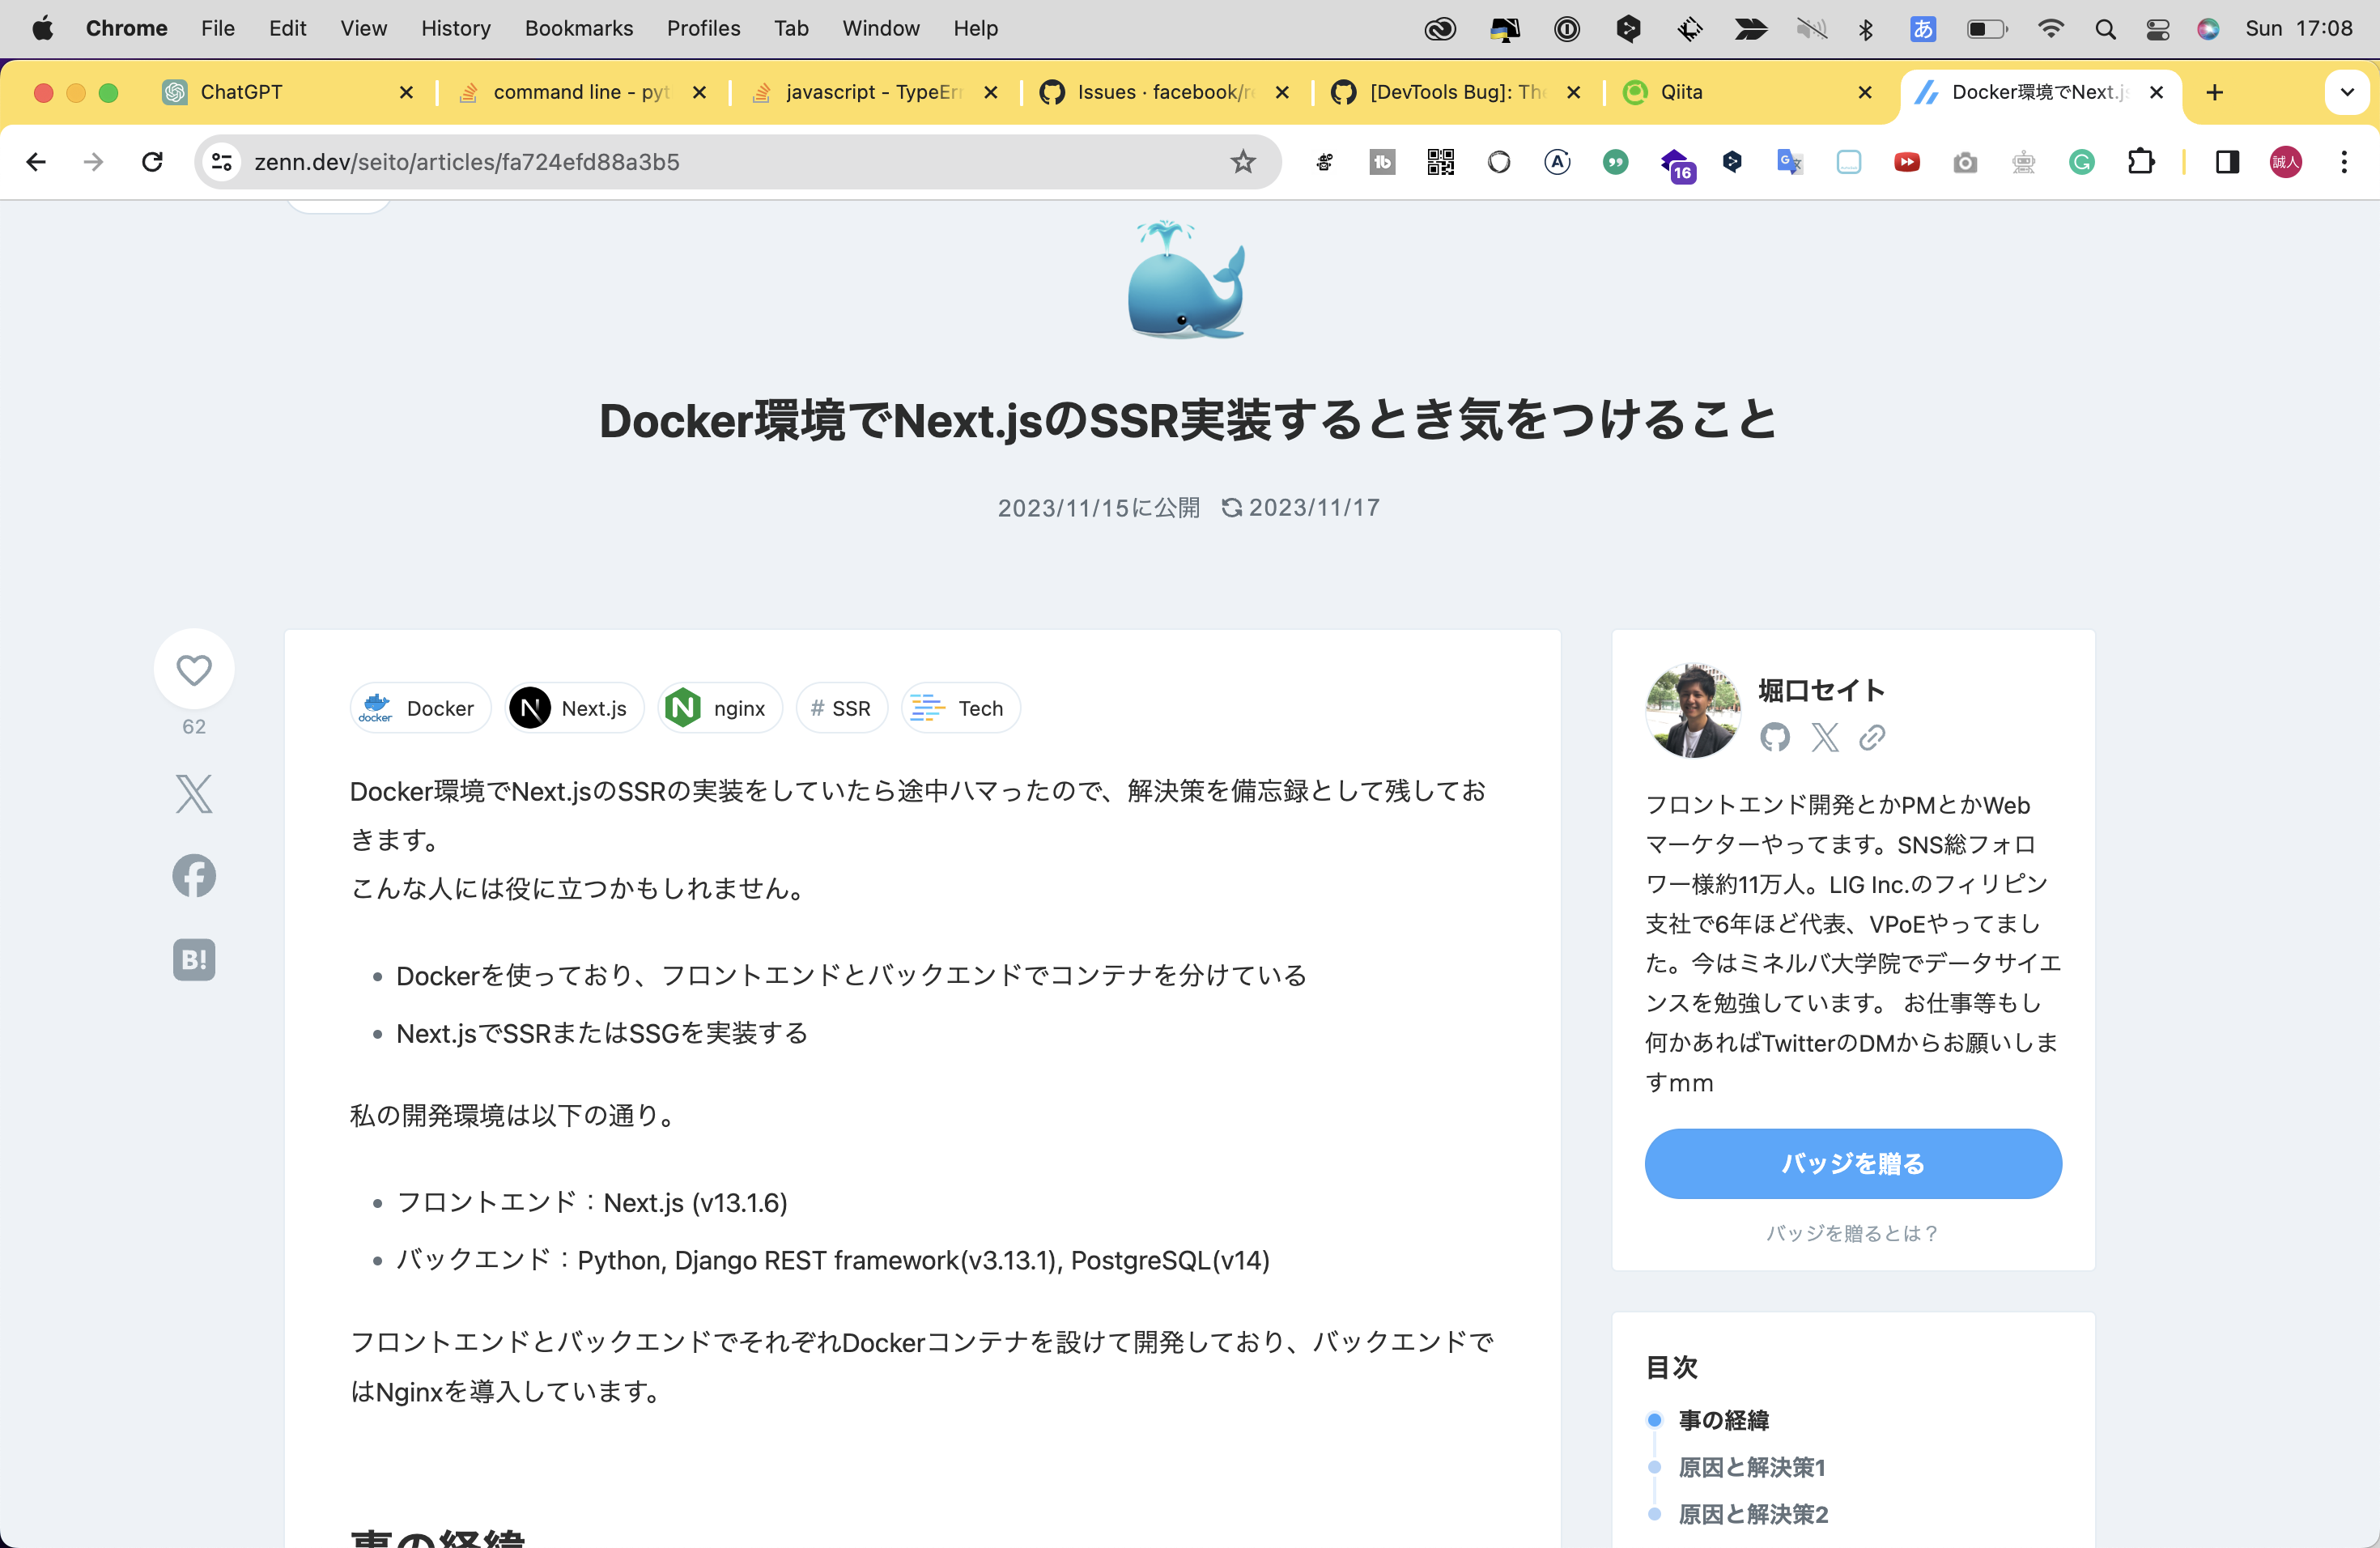 Chrome File Edit View History Bookmarks Profiles Tab Window Help あ Sun 17:08
ChatGPT command line - pyt javascript - TypeErr Issues · facebook/re [DevTools Bug]: The Qiita Docker環境でNext.js
zenn.dev/seito/articles/fa724efd88a3b5 16 誠人
Docker環境でNext.jsのSSR実装するとき気をつけること
2023/11/15に公開 2023/11/17
62
B!
docker Docker Next.js nginx # SSR Tech
Docker環境でNext.jsのSSRの実装をしていたら途中ハマったので、解決策を備忘録として残してお
きます。
こんな人には役に立つかもしれません。
• Dockerを使っており、フロントエンドとバックエンドでコンテナを分けている
• Next.jsでSSRまたはSSGを実装する
私の開発環境は以下の通り。
• フロントエンド：Next.js (v13.1.6)
• バックエンド：Python, Django REST framework(v3.13.1), PostgreSQL(v14)
フロントエンドとバックエンドでそれぞれDockerコンテナを設けて開発しており、バックエンドで
はNginxを導入しています。
事の経緯
堀口セイト
フロントエンド開発とかPMとかWeb
マーケターやってます。SNS総フォロ
ワー様約11万人。LIG Inc.のフィリピン
支社で6年ほど代表、VPoEやってまし
た。今はミネルバ大学院でデータサイエ
ンスを勉強しています。 お仕事等もし
何かあればTwitterのDMからお願いしま
すmm
バッジを贈る
バッジを贈るとは？
目次
事の経緯
原因と解決策1
原因と解決策2